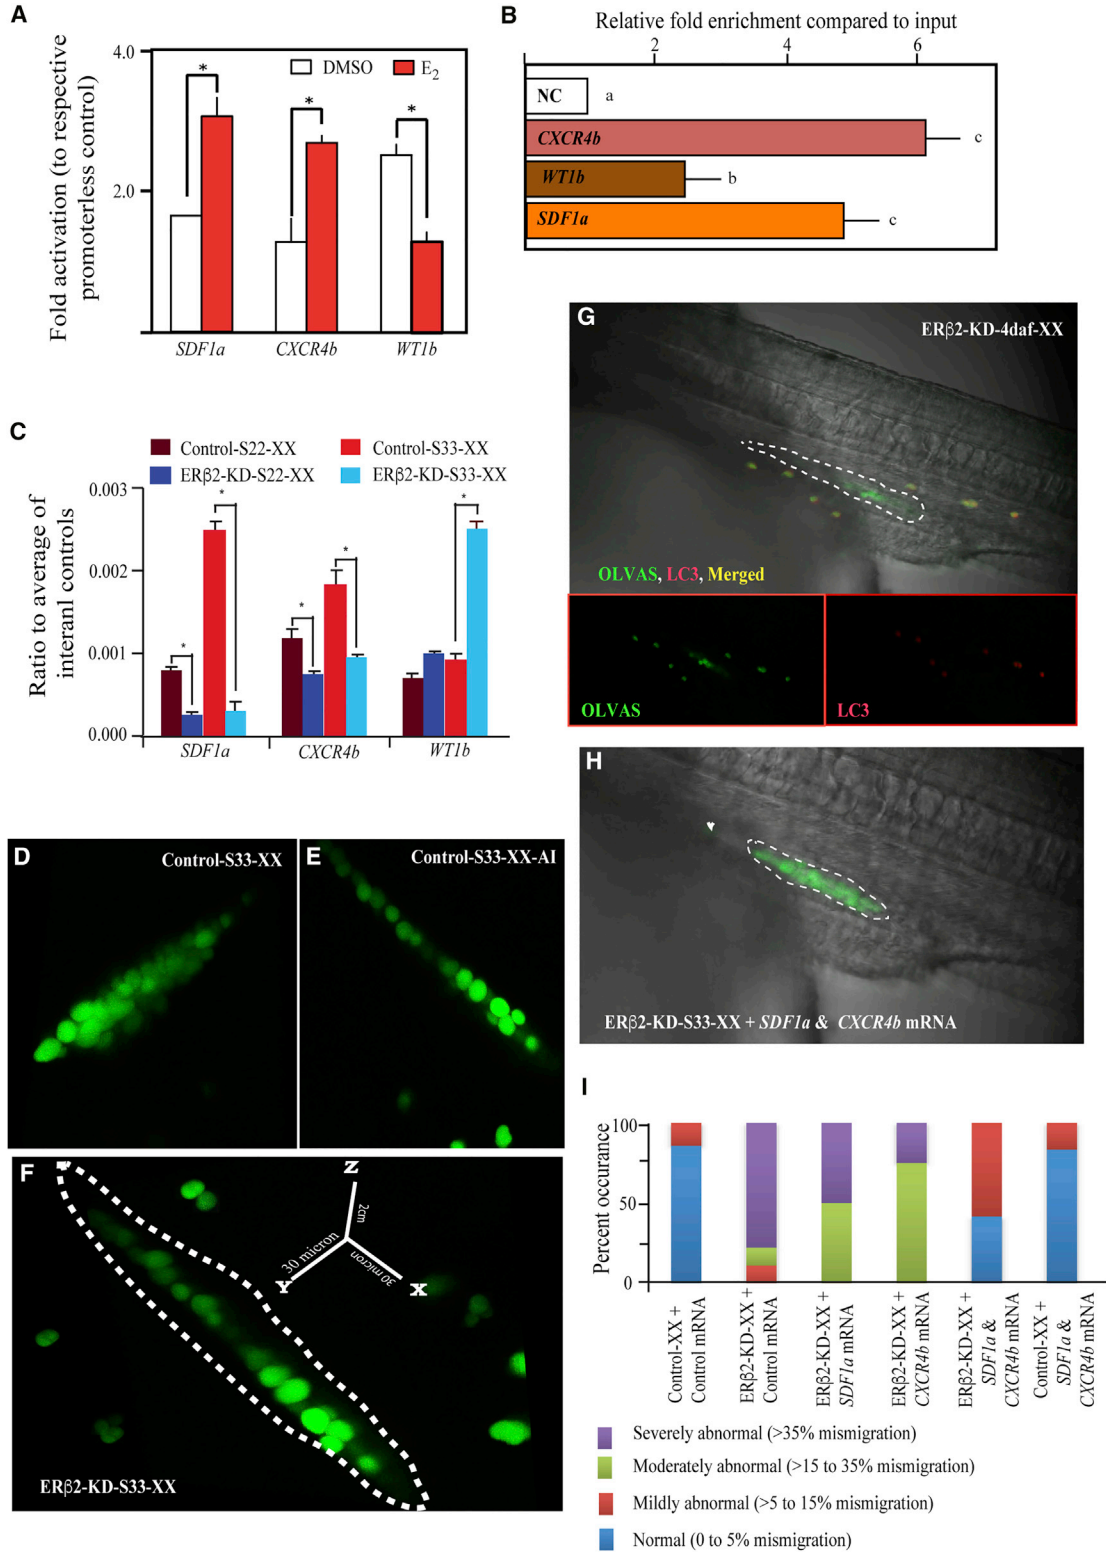 A
Fold activation (to respective
promoterless control)
4.0
2.0
DMSO
E2
*
*
*
SDF1a
CXCR4b
WT1b
B
Relative fold enrichment compared to input
2
4
6
NC
a
CXCR4b
c
WT1b
b
SDF1a
c
C
Control-S22-XX
Control-S33-XX
ERβ2-KD-S22-XX
ERβ2-KD-S33-XX
Ratio to average of
interanl controls
0.003
0.002
0.001
0.000
*
*
*
*
*
SDF1a
CXCR4b
WT1b
D
Control-S33-XX
E
Control-S33-XX-AI
F
Z
2cm
30 micron
30 micron
Y
X
ERβ2-KD-S33-XX
G
ERβ2-KD-4daf-XX
OLVAS, LC3, Merged
OLVAS
LC3
H
ERβ2-KD-S33-XX + SDF1a & CXCR4b mRNA
I
Percent occurance
100
50
0
Control-XX +
Control mRNA
ERβ2-KD-XX +
Control mRNA
ERβ2-KD-XX +
SDF1a mRNA
ERβ2-KD-XX +
CXCR4b mRNA
ERβ2-KD-XX +
SDF1a &
CXCR4b mRNA
Control-XX +
SDF1a &
CXCR4b mRNA
Severely abnormal (>35% mismigration)
Moderately abnormal (>15 to 35% mismigration)
Mildly abnormal (>5 to 15% mismigration)
Normal (0 to 5% mismigration)